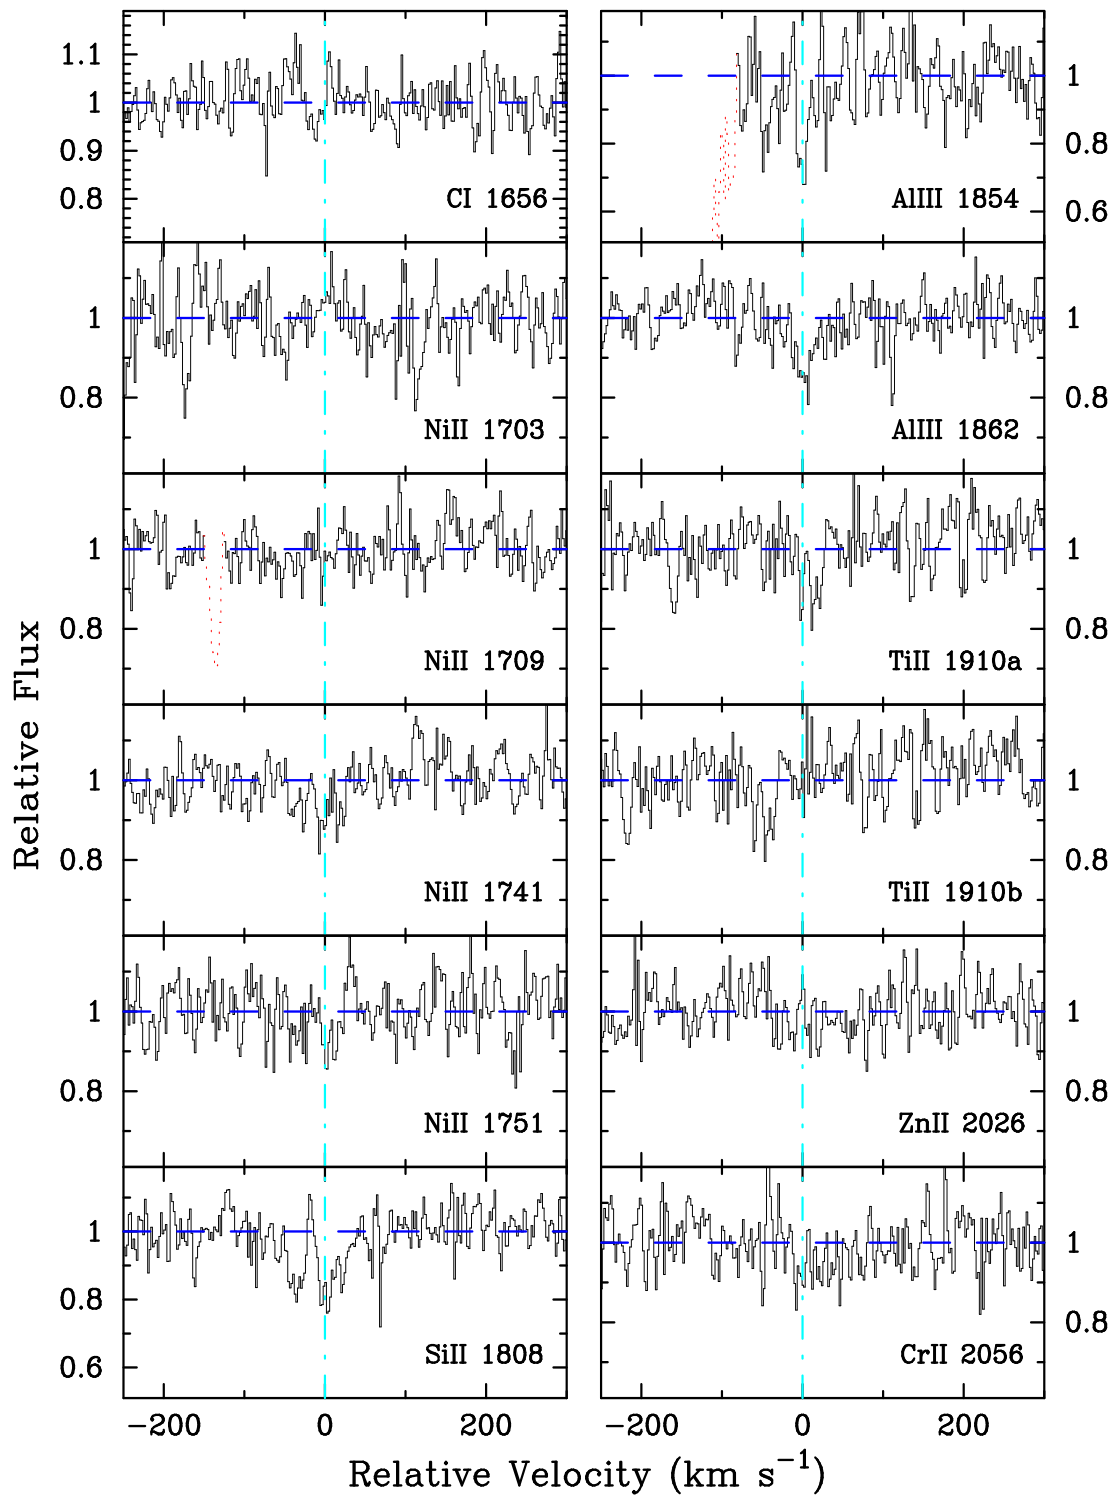 1.1
1
0.9
0.8
CI 1656
1
0.8
0.6
AlIII 1854
1
0.8
NiII 1703
1
0.8
AlIII 1862
1
0.8
NiII 1709
1
0.8
TiII 1910a
1
0.8
NiII 1741
1
0.8
TiII 1910b
1
0.8
NiII 1751
1
0.8
ZnII 2026
1
0.8
0.6
SiII 1808
1
0.8
CrII 2056
−200 0 200
−200 0 200
Relative Flux
Relative Velocity (km s⁻¹)